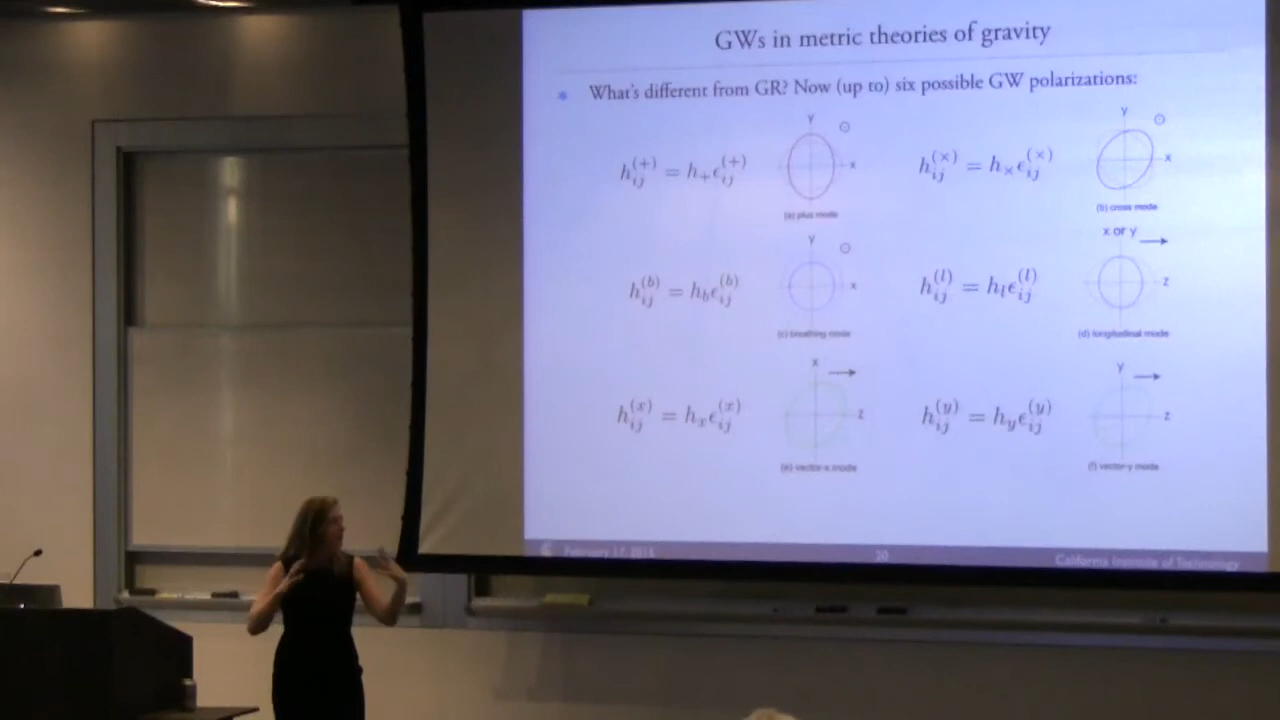 GWs in metric theories of gravity
* What's different from GR? Now (up to) six possible GW polarizations:
h_{ij}^{(+)} = h_+ ϵ_{ij}^{(+)}
y
x
(a) plus mode
h_{ij}^{(×)} = h_× ϵ_{ij}^{(×)}
y
x
(b) cross mode
h_{ij}^{(b)} = h_b ϵ_{ij}^{(b)}
y
x
(c) breathing mode
h_{ij}^{(l)} = h_l ϵ_{ij}^{(l)}
x or y
z
(d) longitudinal mode
h_{ij}^{(x)} = h_x ϵ_{ij}^{(x)}
x
z
(e) vector-x mode
h_{ij}^{(y)} = h_y ϵ_{ij}^{(y)}
y
z
(f) vector-y mode
February 17,
20
California Institute of Technology